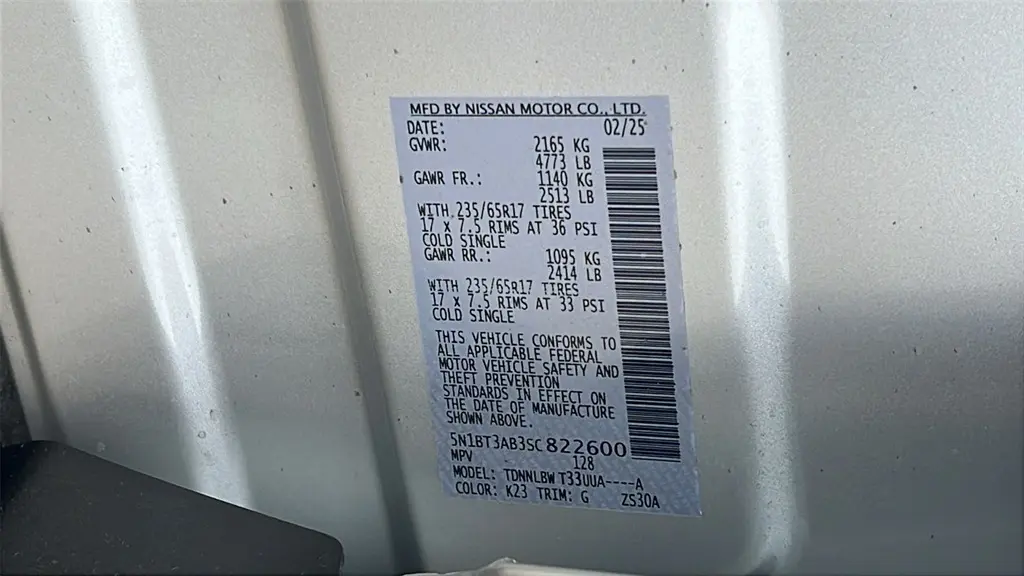 MFD BY NISSAN MOTOR CO., LTD.
DATE: 02/25
GVWR: 2165 KG
4773 LB
GAWR FR.: 1140 KG
2513 LB
WITH 235/65R17 TIRES
17 x 7.5 RIMS AT 36 PSI
COLD SINGLE
GAWR RR.: 1095 KG
2414 LB
WITH 235/65R17 TIRES
17 x 7.5 RIMS AT 33 PSI
COLD SINGLE
THIS VEHICLE CONFORMS TO
ALL APPLICABLE FEDERAL
MOTOR VEHICLE SAFETY AND
THEFT PREVENTION
STANDARDS IN EFFECT ON
THE DATE OF MANUFACTURE
SHOWN ABOVE.
5N1BT3AB3SC822600
MPV 128
MODEL: TDNNLBW T33UUA----A
COLOR: K23 TRIM: G ZS30A